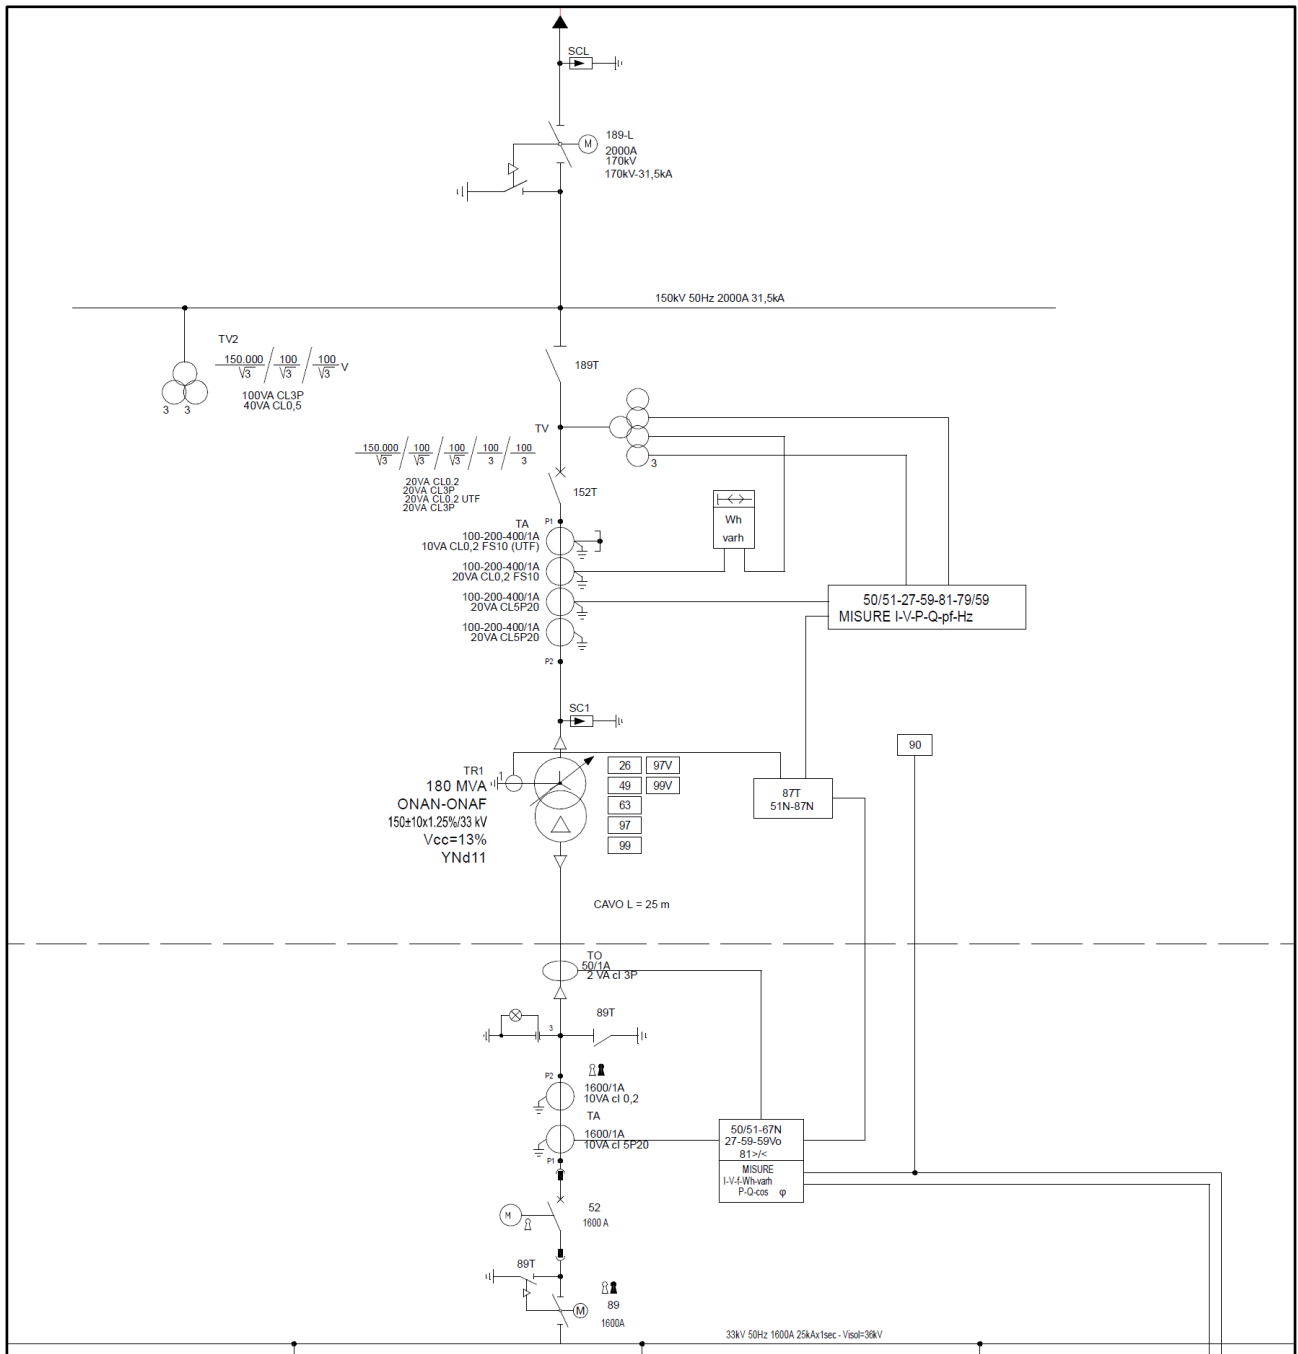 SCL
189-L
2000A
170kV
170kV-31,5kA
M
150kV 50Hz 2000A 31,5kA
TV2
150.000/√3 / 100/√3 / 100/√3 V
100VA CL3P
40VA CL0,5
3 3
189T
TV
150.000/√3 / 100/√3 / 100/√3 / 100/3 / 100/3
20VA CL0.2
20VA CL3P
20VA CL0.2 UTF
20VA CL3P
3
152T
Wh
varh
TA
P1
100-200-400/1A
10VA CL0,2 FS10 (UTF)
100-200-400/1A
20VA CL0,2 FS10
100-200-400/1A
20VA CL5P20
100-200-400/1A
20VA CL5P20
P2
50/51-27-59-81-79/59
MISURE I-V-P-Q-pf-Hz
SC1
90
TR1
180 MVA
ONAN-ONAF
150±10x1.25%/33 kV
Vcc=13%
YNd11
1
26 97V
49 99V
63
97
99
87T
51N-87N
CAVO L = 25 m
TO
50/1A
2 VA cl 3P
89T
3
P2
1600/1A
10VA cl 0,2
TA
1600/1A
10VA cl 5P20
P1
50/51-67N
27-59-59Vo
81>/<
MISURE
I-V-f-Wh-varh
P-Q-cos φ
M
52
1600 A
89T
M
89
1600A
33kV 50Hz 1600A 25kAx1sec - Visol=36kV